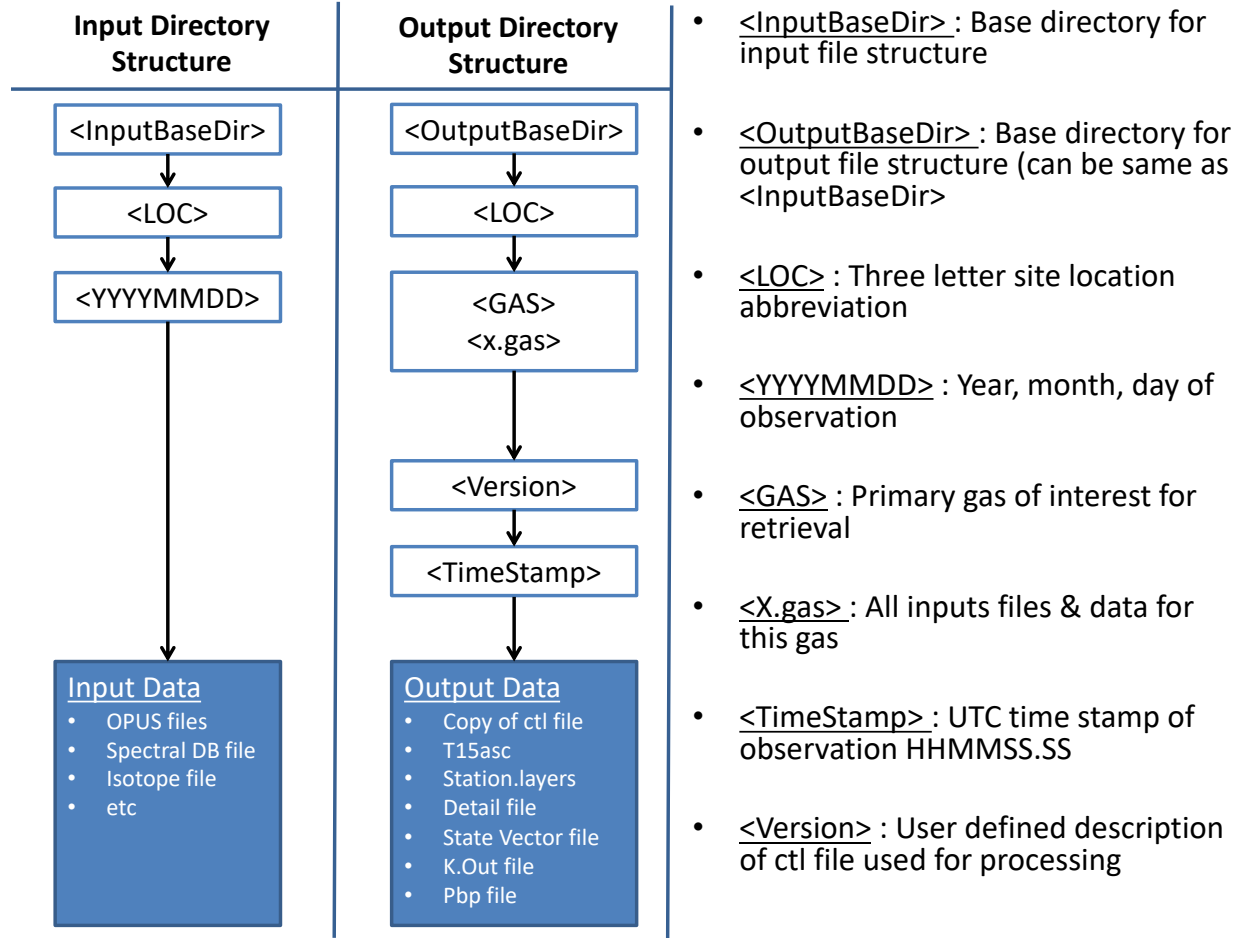 Input Directory
Structure
<InputBaseDir>
<LOC>
<YYYYMMDD>
Input Data
• OPUS files
• Spectral DB file
• Isotope file
• etc
Output Directory
Structure
<OutputBaseDir>
<LOC>
<GAS>
<x.gas>
<Version>
<TimeStamp>
Output Data
• Copy of ctl file
• T15asc
• Station.layers
• Detail file
• State Vector file
• K.Out file
• Pbp file
• <InputBaseDir> : Base directory for
input file structure
• <OutputBaseDir> : Base directory for
output file structure (can be same as
<InputBaseDir>
• <LOC> : Three letter site location
abbreviation
• <YYYYMMDD> : Year, month, day of
observation
• <GAS> : Primary gas of interest for
retrieval
• <X.gas> : All inputs files & data for
this gas
• <TimeStamp> : UTC time stamp of
observation HHMMSS.SS
• <Version> : User defined description
of ctl file used for processing